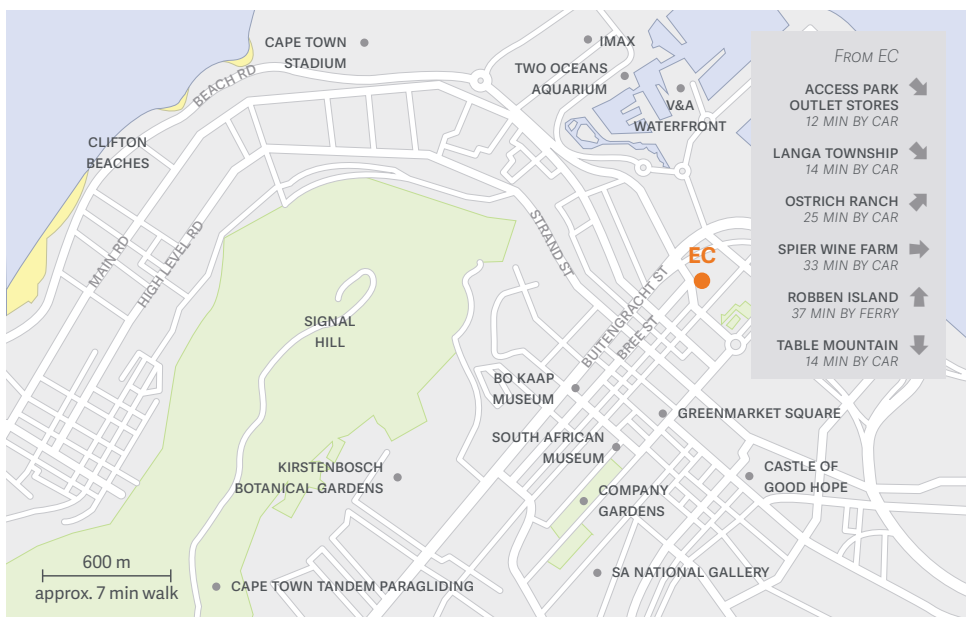 CAPE TOWN
STADIUM
IMAX
TWO OCEANS
AQUARIUM
V&A
WATERFRONT
BEACH RD
CLIFTON
BEACHES
MAIN RD
HIGH LEVEL RD
STRAND ST
BUITENGRACHT ST
BREE ST
EC
SIGNAL
HILL
BO KAAP
MUSEUM
GREENMARKET SQUARE
SOUTH AFRICAN
MUSEUM
KIRSTENBOSCH
BOTANICAL GARDENS
COMPANY
GARDENS
CASTLE OF
GOOD HOPE
SA NATIONAL GALLERY
CAPE TOWN TANDEM PARAGLIDING
600 m
approx. 7 min walk
FROM EC
ACCESS PARK
OUTLET STORES
12 MIN BY CAR
LANGA TOWNSHIP
14 MIN BY CAR
OSTRICH RANCH
25 MIN BY CAR
SPIER WINE FARM
33 MIN BY CAR
ROBBEN ISLAND
37 MIN BY FERRY
TABLE MOUNTAIN
14 MIN BY CAR